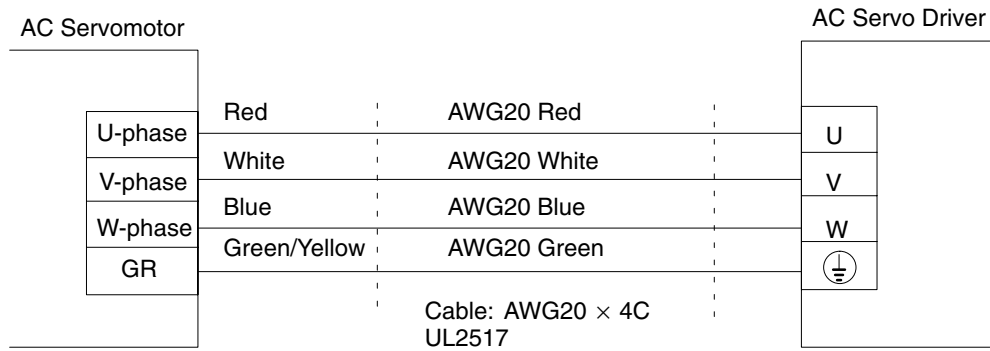 AC Servomotor
AC Servo Driver
Red
AWG20 Red
U-phase
U
White
AWG20 White
V-phase
V
Blue
AWG20 Blue
W-phase
W
Green/Yellow
AWG20 Green
GR
Cable: AWG20 × 4C
UL2517